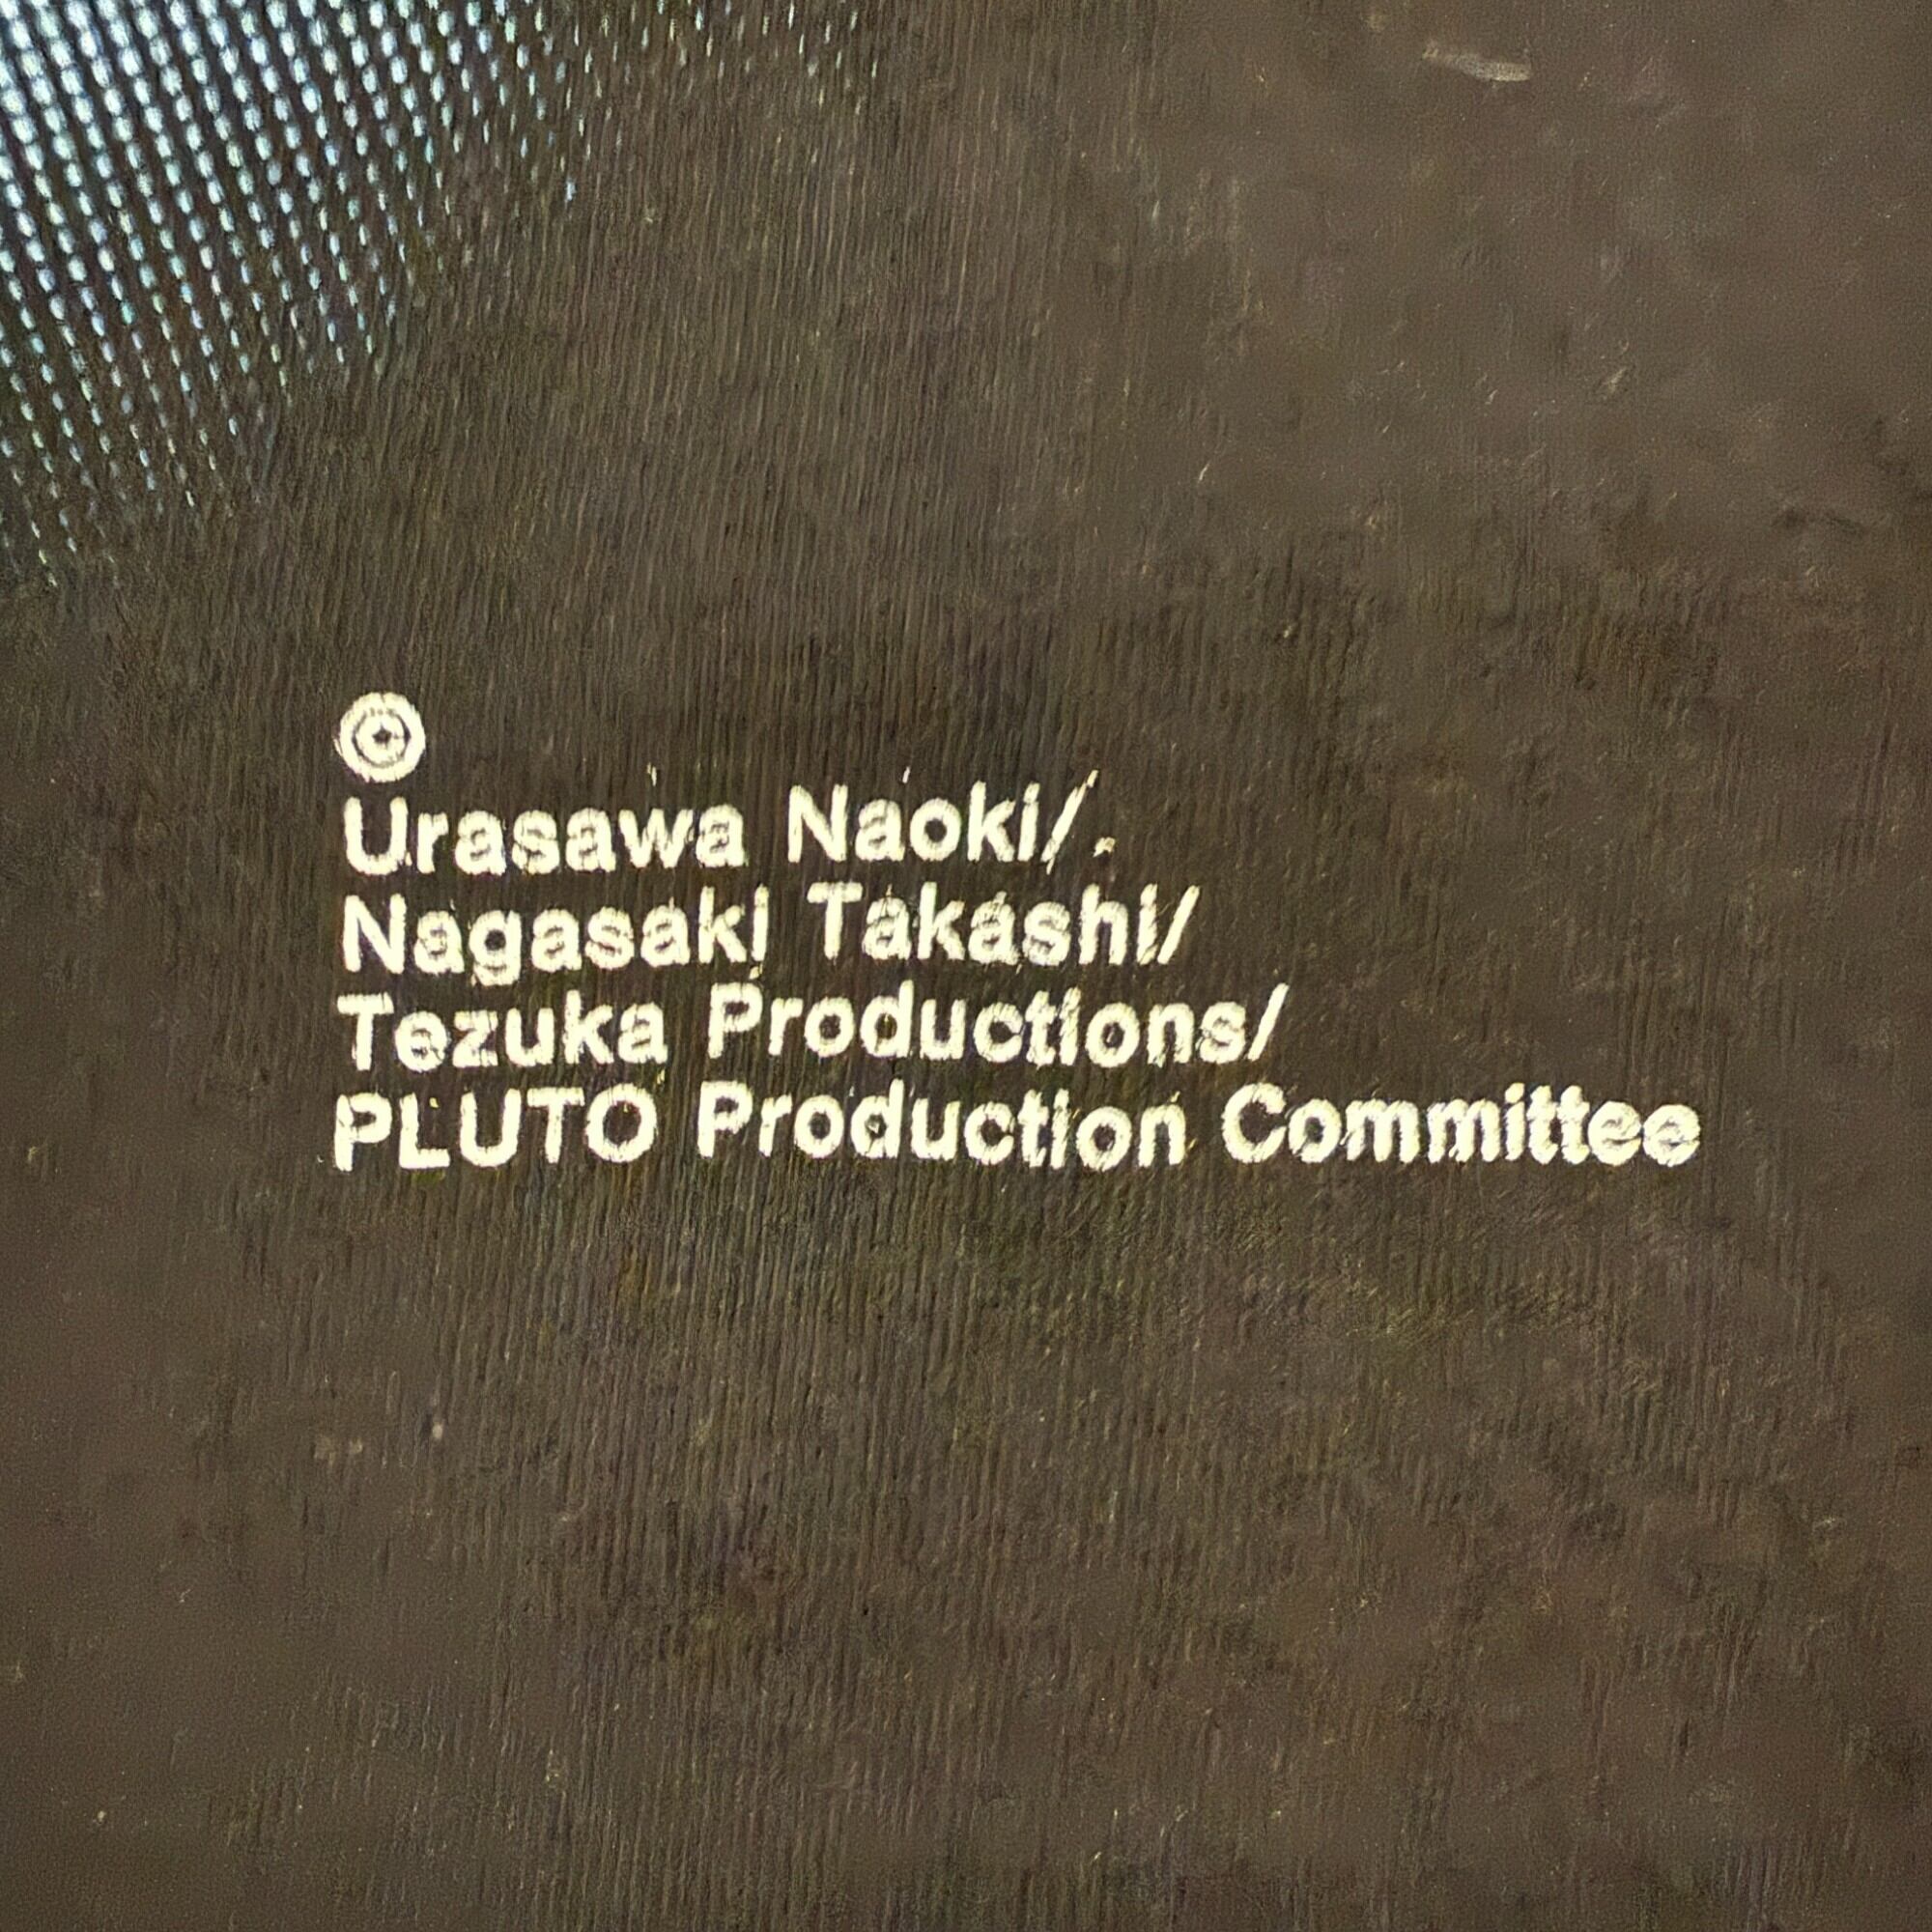 ©
Urasawa Naoki/
Nagasaki Takashi/
Tezuka Productions/
PLUTO Production Committee